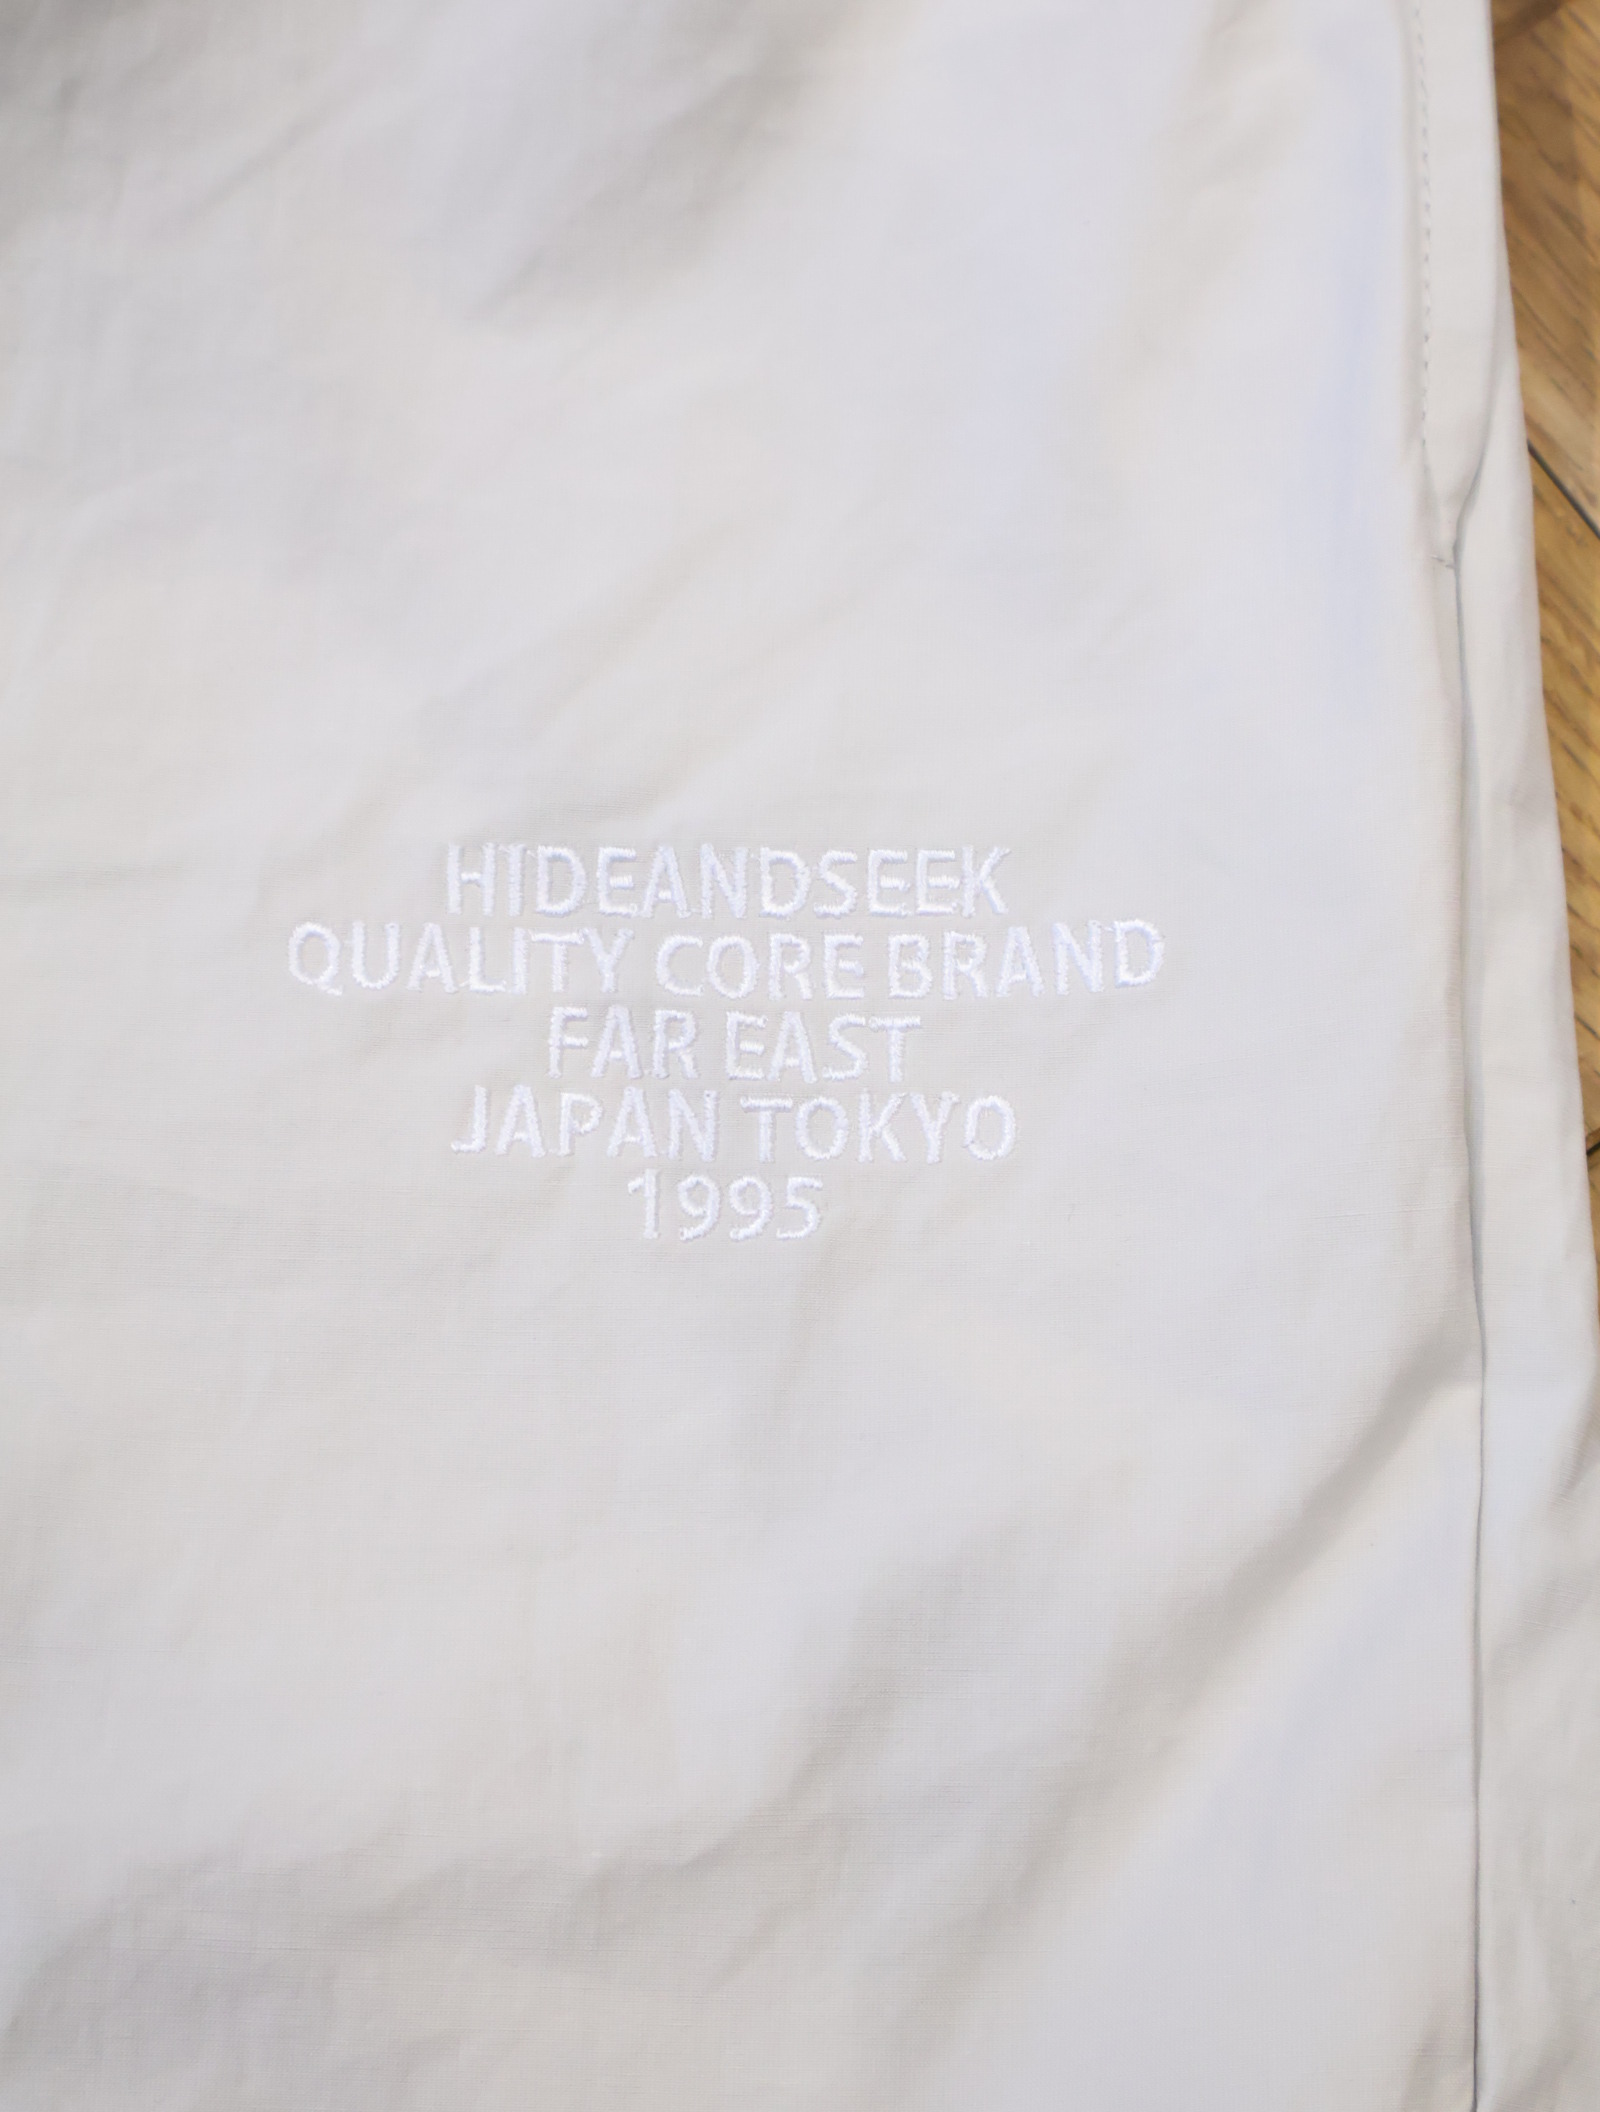 HIDEANDSEEK
QUALITY CORE BRAND
FAR EAST
JAPAN TOKYO
1995